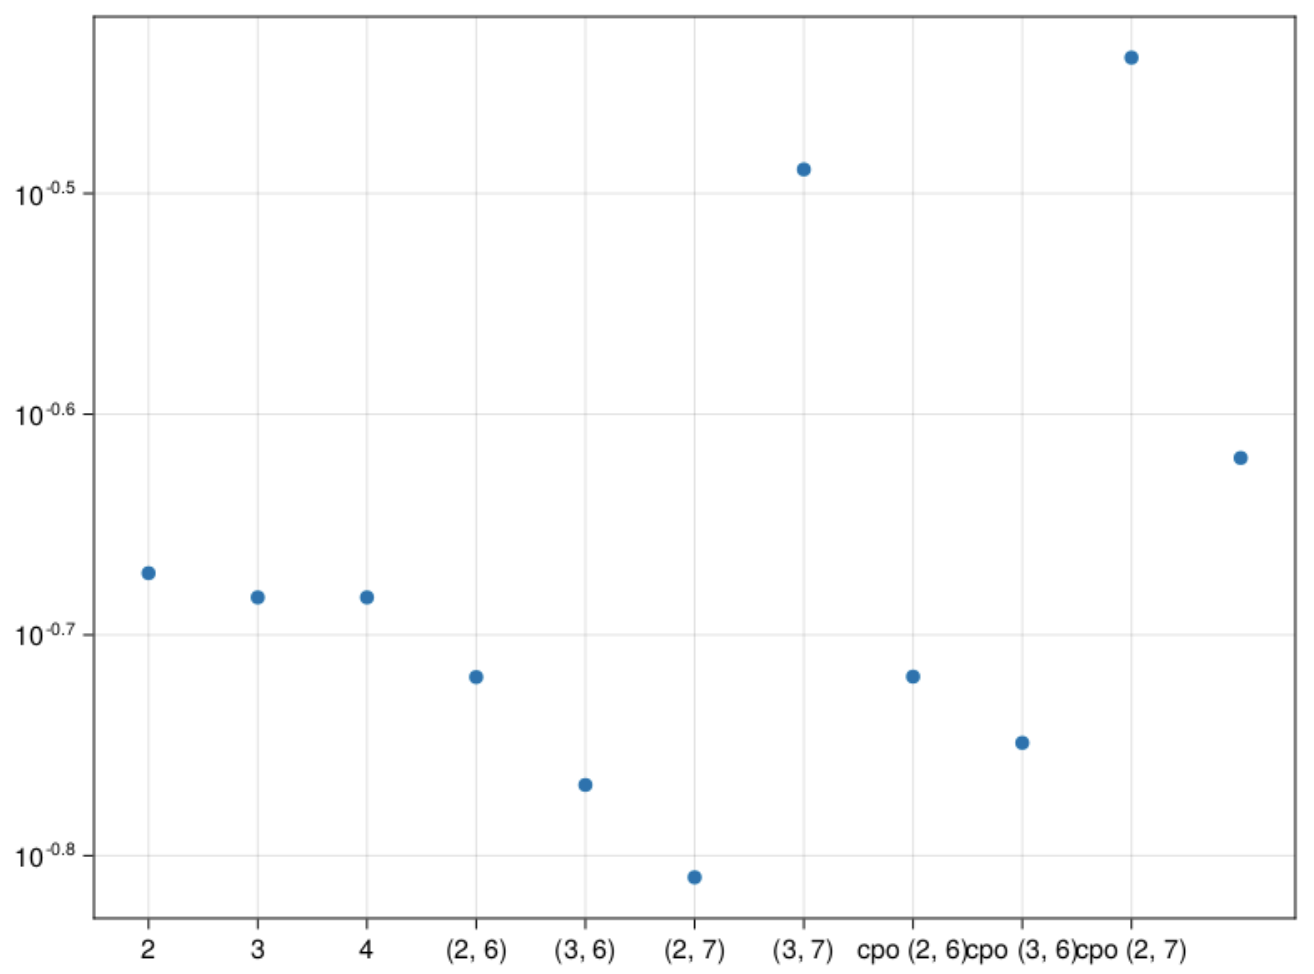 10^-0.5
10^-0.6
10^-0.7
10^-0.8
2 3 4 (2, 6) (3, 6) (2, 7) (3, 7) cpo (2, 6) cpo (3, 6) cpo (2, 7)